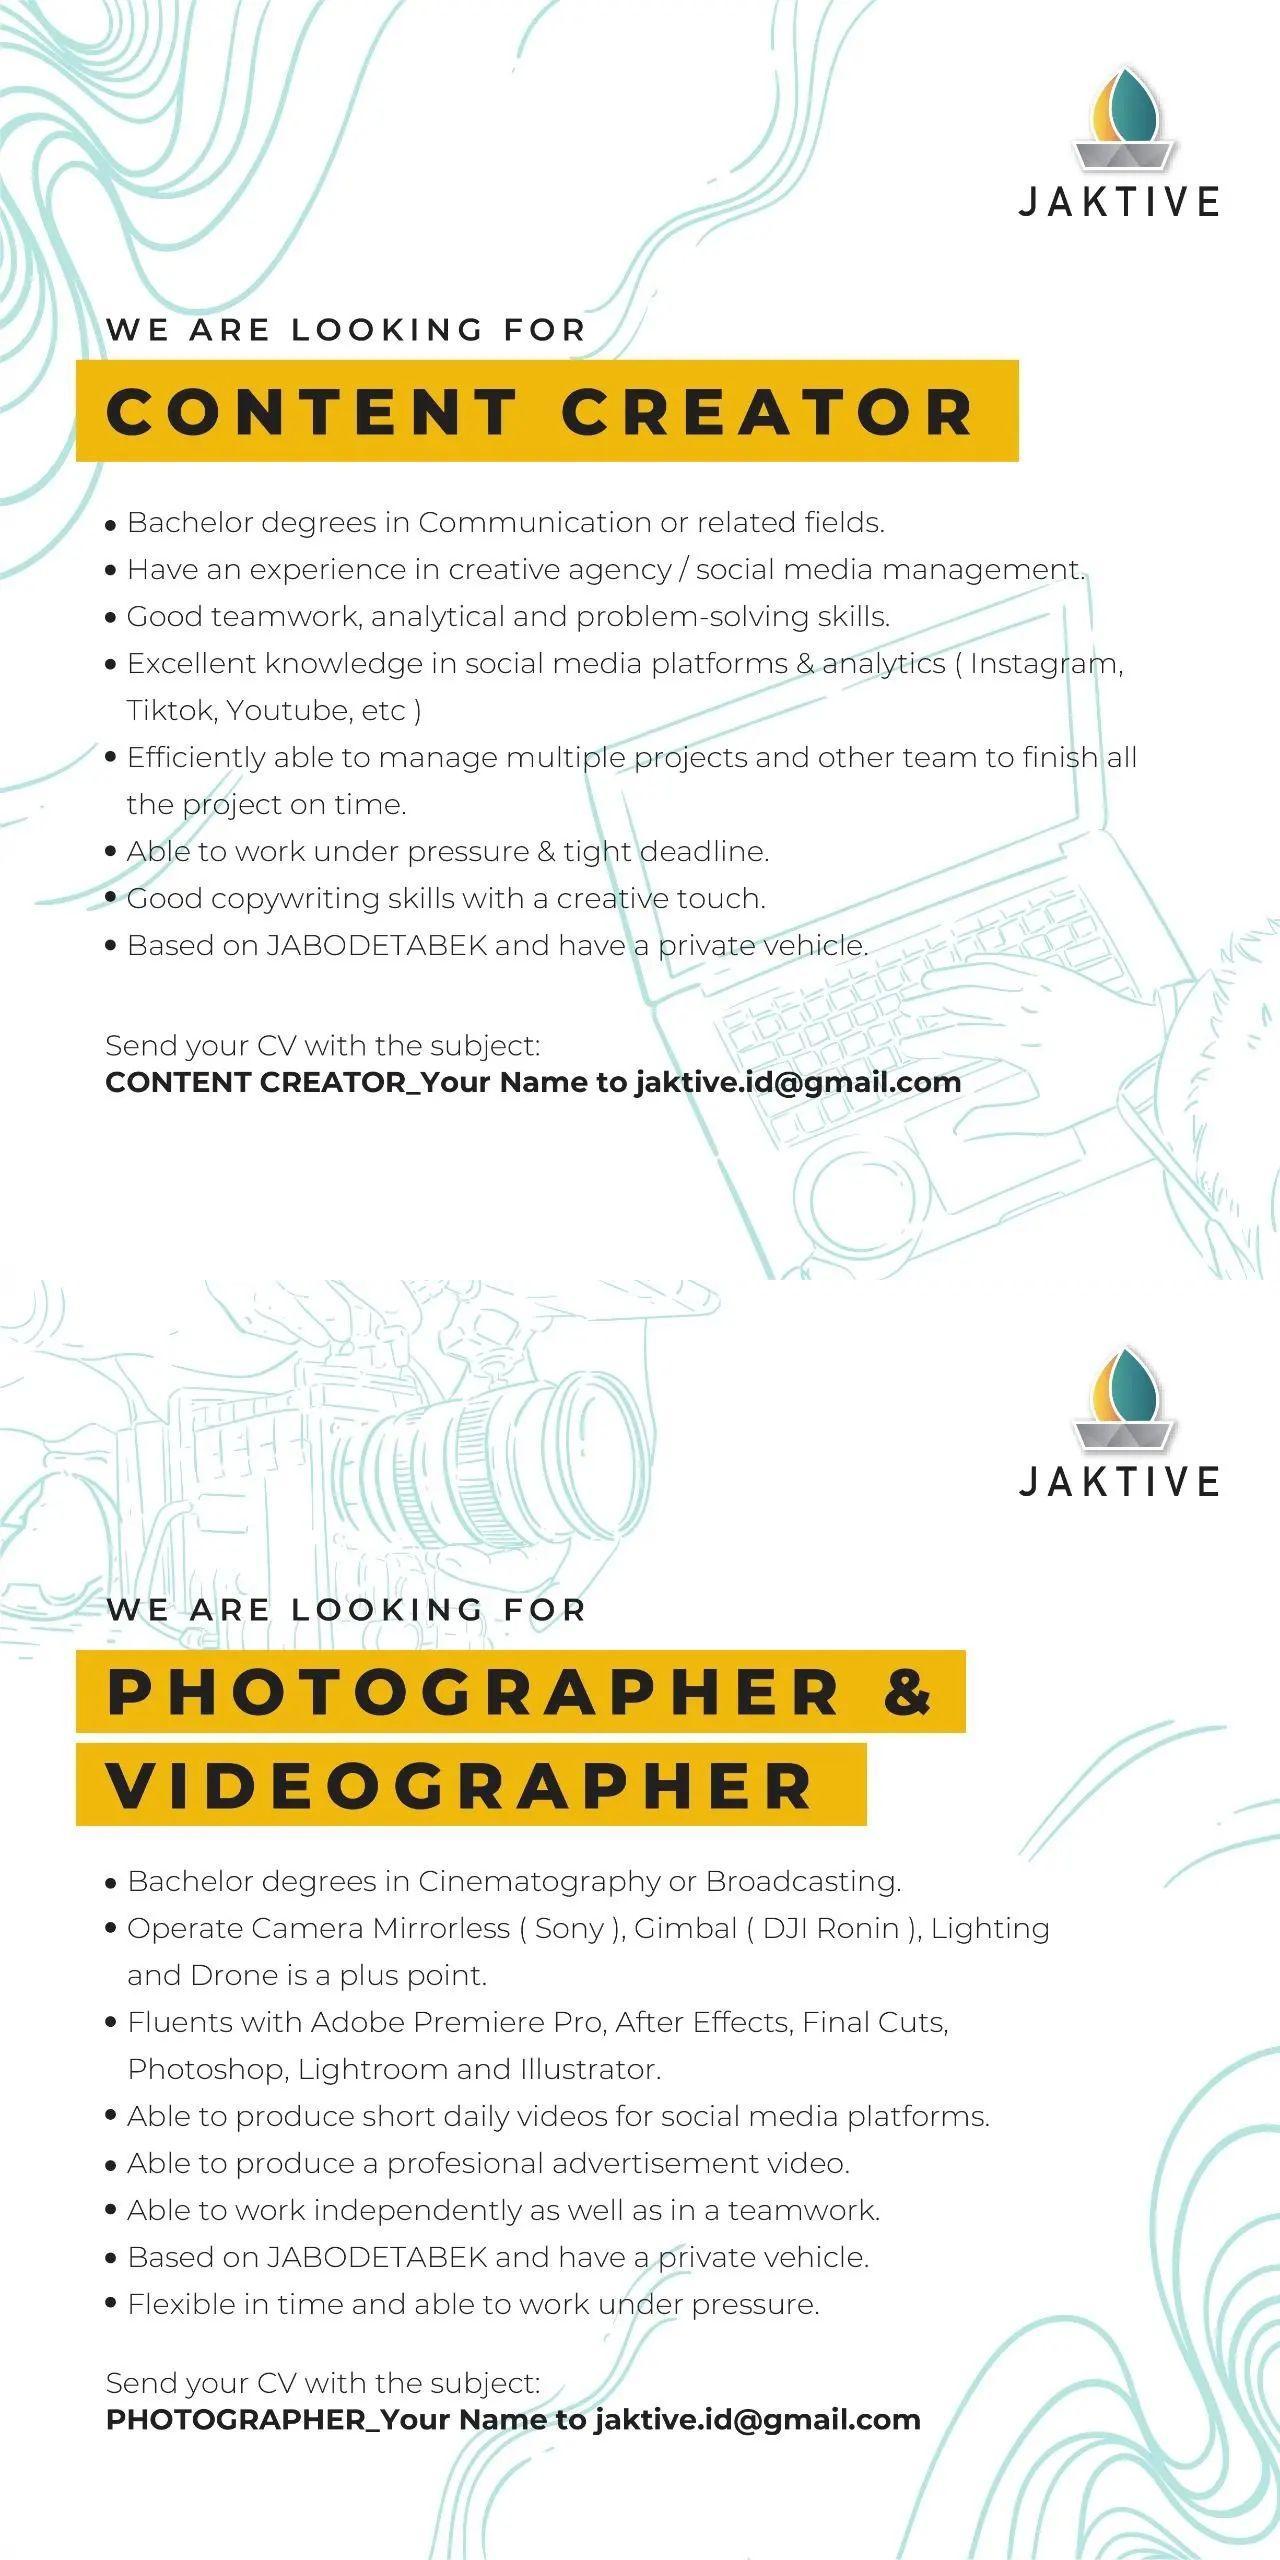 JAKTIVE
WE ARE LOOKING FOR
CONTENT CREATOR
• Bachelor degrees in Communication or related fields.
• Have an experience in creative agency / social media management.
• Good teamwork, analytical and problem-solving skills.
• Excellent knowledge in social media platforms & analytics ( Instagram,
Tiktok, Youtube, etc )
• Efficiently able to manage multiple projects and other team to finish all
the project on time.
• Able to work under pressure & tight deadline.
• Good copywriting skills with a creative touch.
• Based on JABODETABEK and have a private vehicle.
Send your CV with the subject:
CONTENT CREATOR_Your Name to jaktive.id@gmail.com
JAKTIVE
WE ARE LOOKING FOR
PHOTOGRAPHER &
VIDEOGRAPHER
• Bachelor degrees in Cinematography or Broadcasting.
• Operate Camera Mirrorless ( Sony ), Gimbal ( DJI Ronin ), Lighting
and Drone is a plus point.
• Fluents with Adobe Premiere Pro, After Effects, Final Cuts,
Photoshop, Lightroom and Illustrator.
• Able to produce short daily videos for social media platforms.
• Able to produce a profesional advertisement video.
• Able to work independently as well as in a teamwork.
• Based on JABODETABEK and have a private vehicle.
• Flexible in time and able to work under pressure.
Send your CV with the subject:
PHOTOGRAPHER_Your Name to jaktive.id@gmail.com